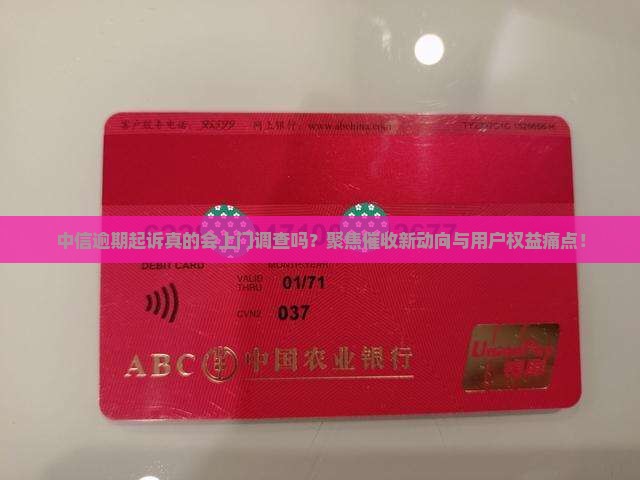 客户服务电话：95599 网上银行：www.abchina.com
中信逾期起诉真的会上门调查吗？聚焦催收新动向与用户权益痛点！
DEBIT CARD MONTH/YEAR
VALID THRU 01/71
CVN2 037
ABC 中国农业银行
UnionPay
银联